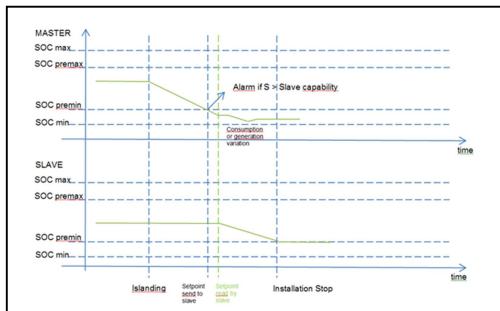 MASTER
SOC max
SOC premax
Alarm if S > Slave capability
SOC premin
SOC min
Consumption
or generation
variation
time
SLAVE
SOC max
SOC premax
SOC premin
SOC min
time
Islanding
Setpoint
send to
slave
Setpoint
read by
slave
Installation Stop